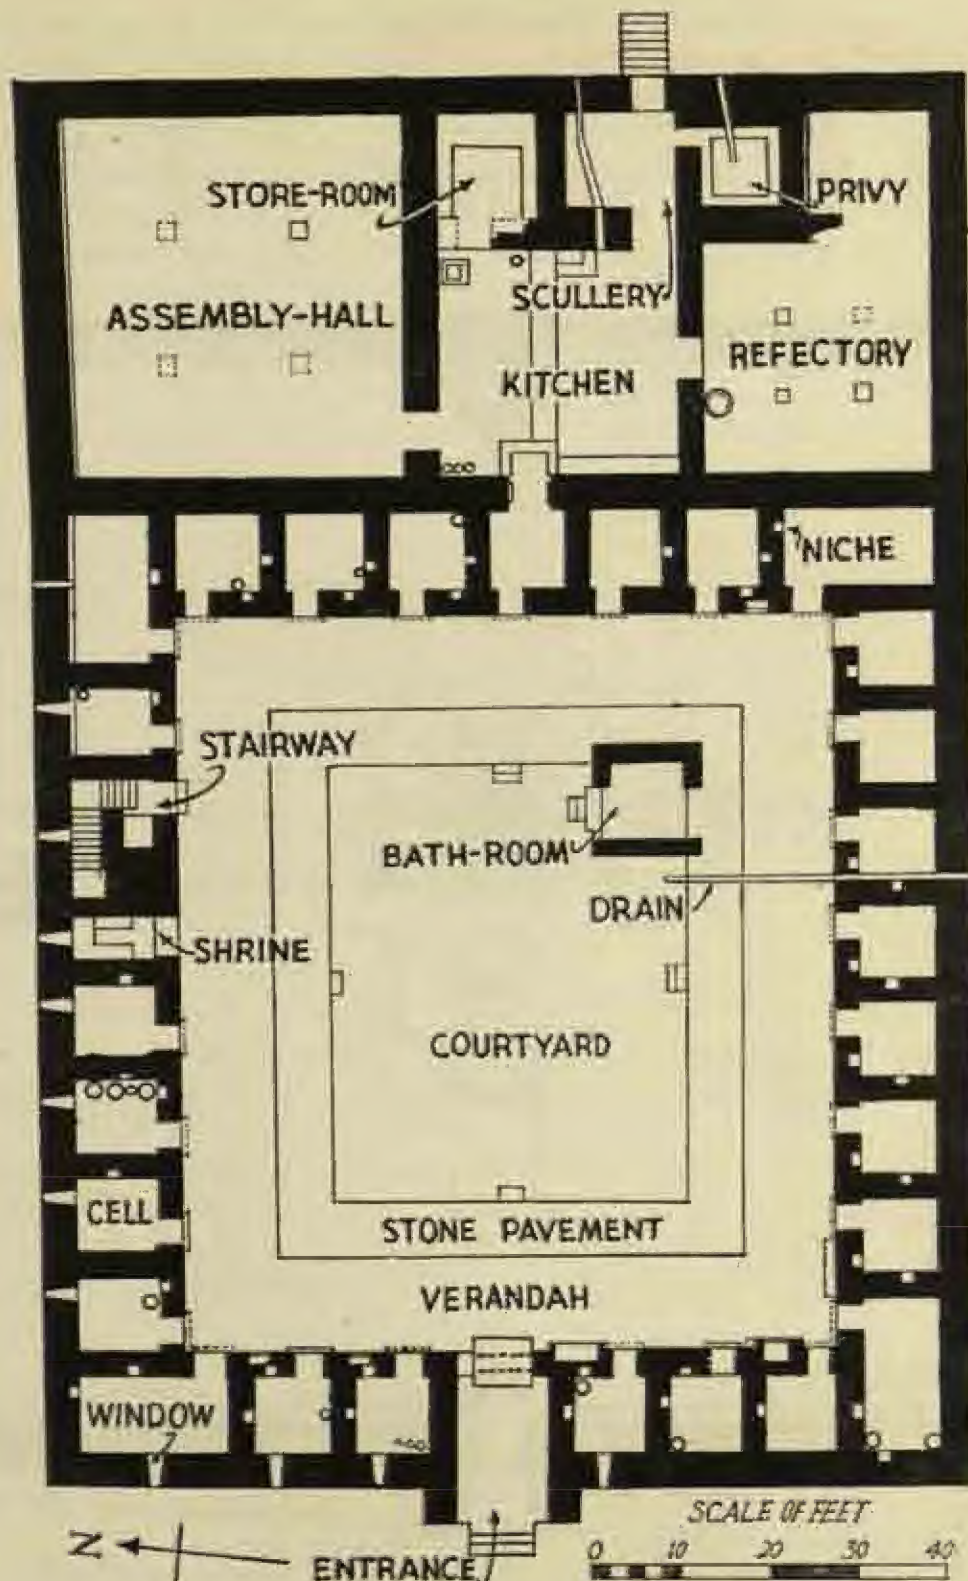 STORE-ROOM
PRIVY
ASSEMBLY-HALL
SCULLERY
REFECTORY
KITCHEN
NICHE
STAIRWAY
BATH-ROOM
DRAIN
SHRINE
COURTYARD
CELL
STONE PAVEMENT
VERANDAH
WINDOW
SCALE OF FEET
0 10 20 30 40
N
ENTRANCE